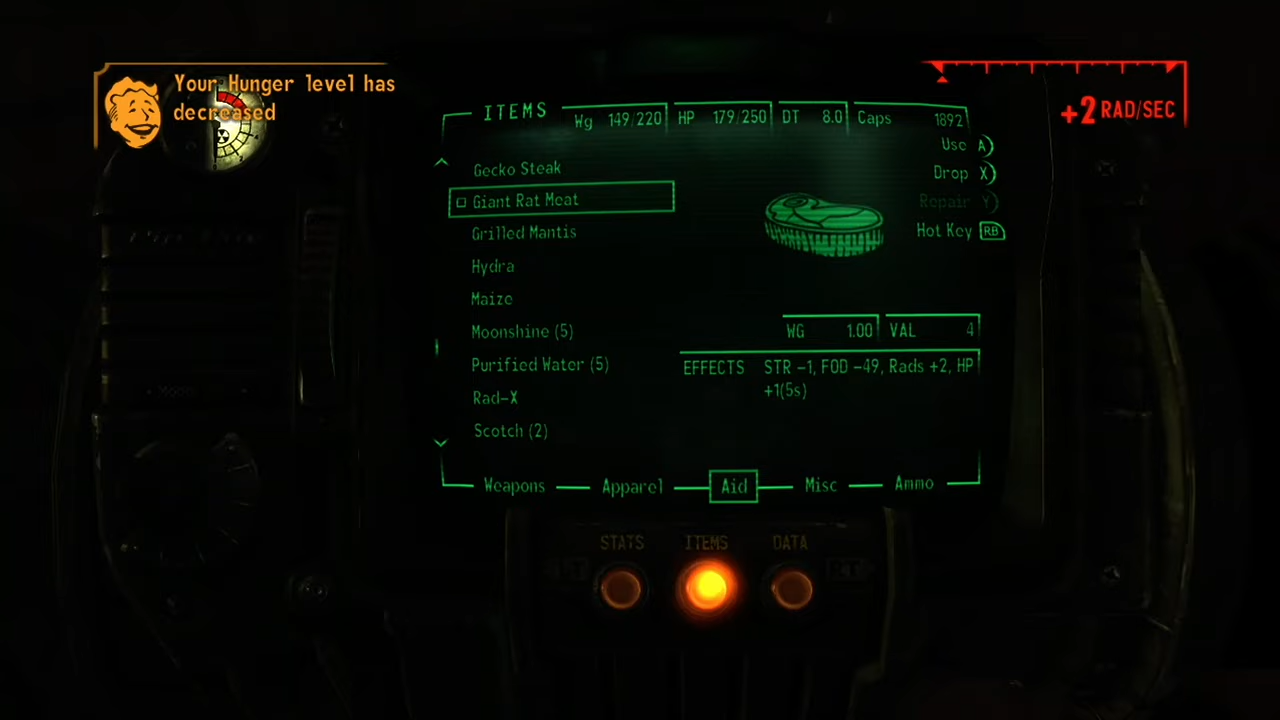 Your Hunger level has
decreased
+2 RAD/SEC
ITEMS
Wg 149/220
HP 179/250
DT 8.0
Caps 1892
Use A)
Drop X)
Repair Y)
Hot Key RB
Gecko Steak
Giant Rat Meat
Grilled Mantis
Hydra
Maize
Moonshine (5)
Purified Water (5)
Rad-X
Scotch (2)
WG 1.00
VAL 4
EFFECTS STR -1, FOD -49, Rads +2, HP
+1(5s)
Weapons
Apparel
Aid
Misc
Ammo
STATS
ITEMS
DATA
LT
RT